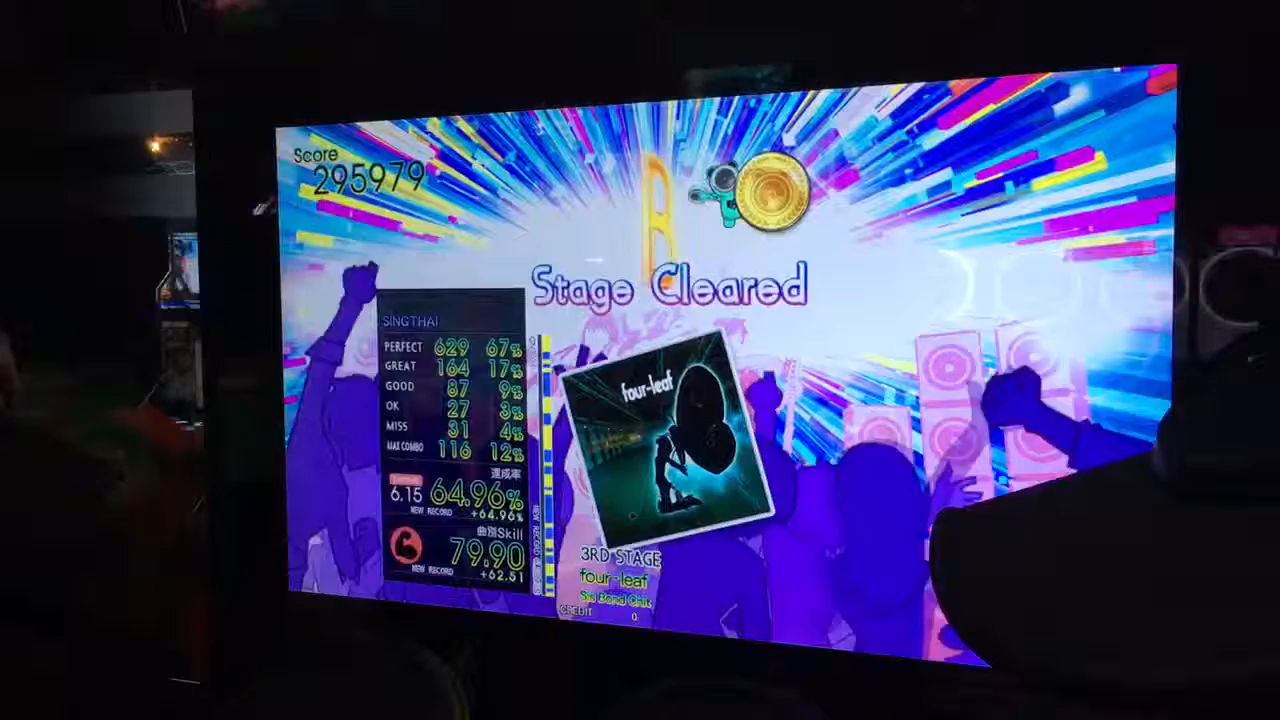 Score
295979
Stage Cleared
SINGTHAI
PERFECT 629 67%
GREAT 164 17%
GOOD 87 9%
OK 27 3%
MISS 31 4%
MAX COMBO 116 12%
達成率
6.15 64.96%
NEW RECORD +64.96%
曲別Skill
79.90
NEW RECORD +62.51
NEW RECORD
four-leaf
3RD STAGE
four-leaf
CREDIT 0